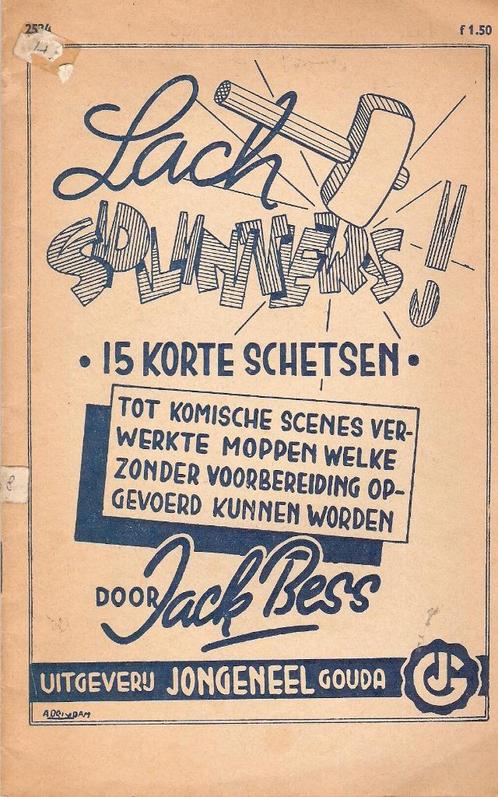 f 1.50
Lach
SPLINTERS!!
• 15 KORTE SCHETSEN •
TOT KOMISCHE SCENES VER-
WERKTE MOPPEN WELKE
ZONDER VOORBEREIDING OP-
GEVOERD KUNNEN WORDEN
DOOR Jack Bess
UITGEVERIJ JONGENEEL GOUDA
JG
8